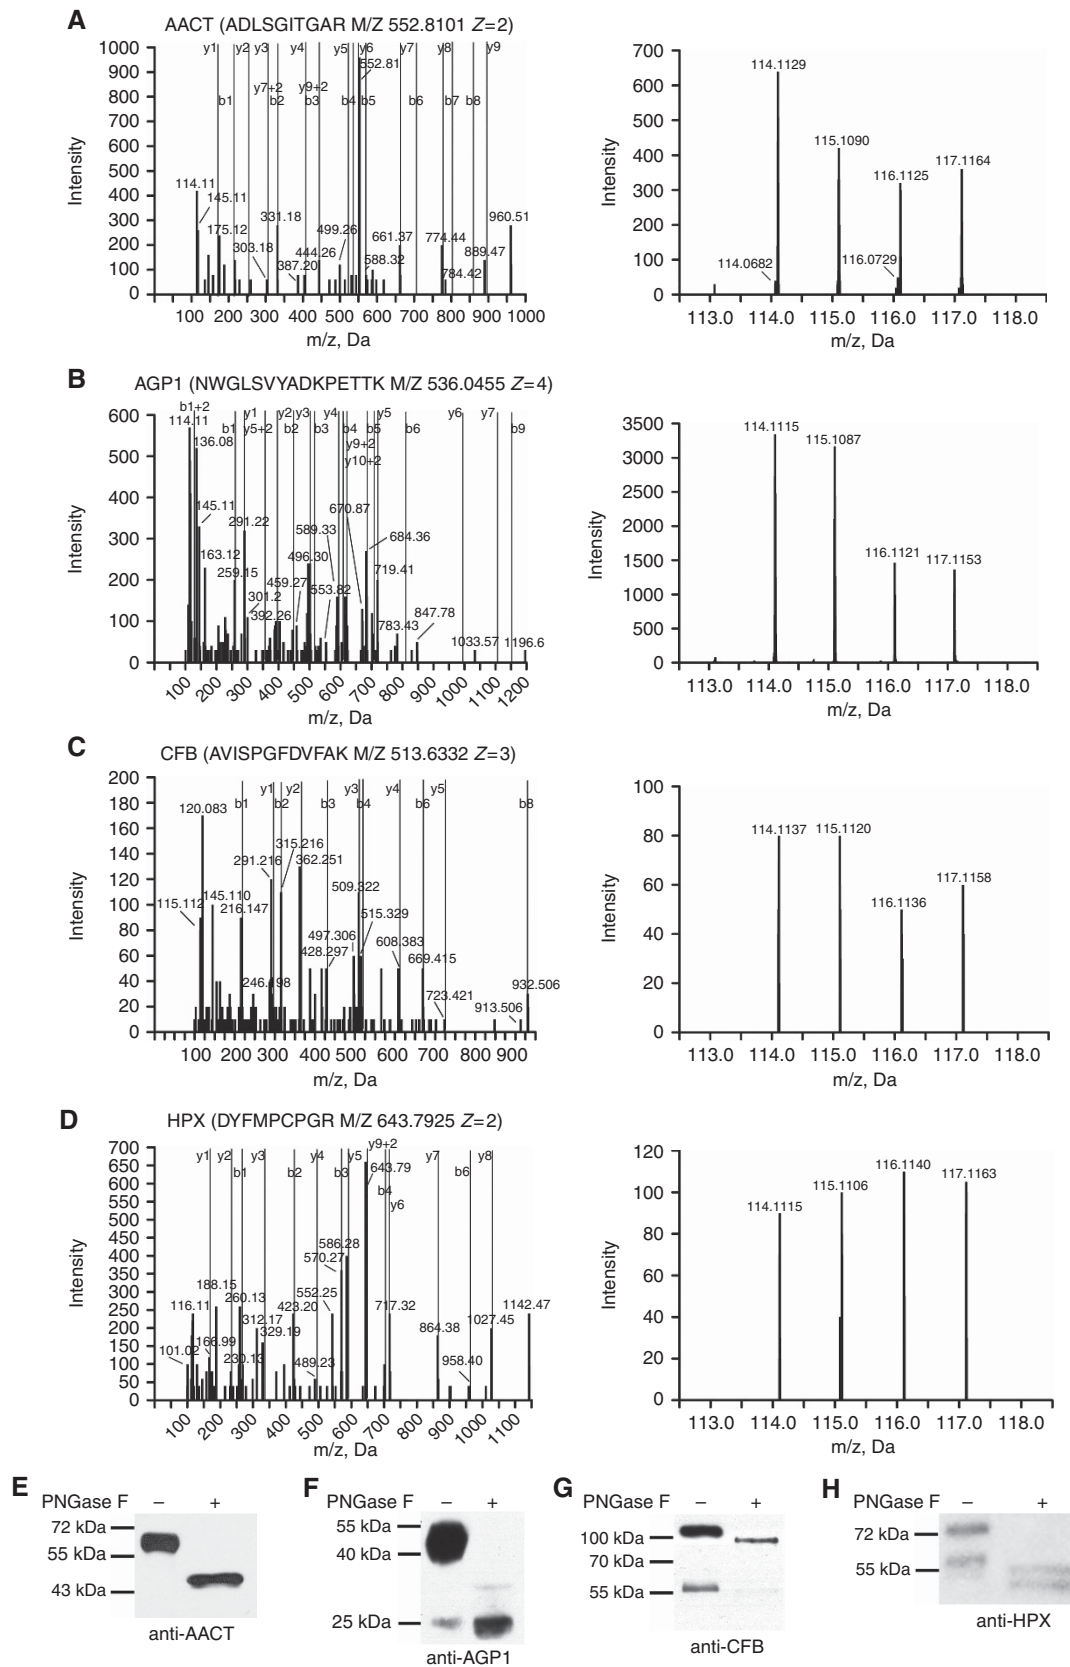 A
AACT (ADLSGITGAR M/Z 552.8101 Z=2)
1000
900
800
700
600
500
400
300
200
100
0
Intensity
y1
y2
y3
y4
y5
y6
y7
y8
y9
552.81
y7+2
y9+2
b1
b2
b3
b4
b5
b6
b7
b8
114.11
145.11
175.12
303.18
331.18
387.20
444.26
499.26
588.32
661.37
774.44
784.42
889.47
960.51
100 200 300 400 500 600 700 800 900 1000
m/z, Da
700
600
500
400
300
200
100
0
Intensity
114.1129
115.1090
116.1125
117.1164
114.0682
116.0729
113.0 114.0 115.0 116.0 117.0 118.0
m/z, Da
B
AGP1 (NWGLSVYADKPETTK M/Z 536.0455 Z=4)
600
500
400
300
200
100
0
Intensity
b1+2
y1
y2
y3
y4
y5
y6
y7
b1
y5+2
b2
b3
b4
b5
b6
b9
y9+2
y10+2
114.11
136.08
145.11
163.12
259.15
291.22
301.2
392.26
459.27
496.30
553.82
589.33
670.87
684.36
719.41
783.43
847.78
1033.57
1196.6
100 200 300 400 500 600 700 800 900 1000 1100 1200
m/z, Da
3500
3000
2500
2000
1500
1000
500
0
Intensity
114.1115
115.1087
116.1121
117.1153
113.0 114.0 115.0 116.0 117.0 118.0
m/z, Da
C
CFB (AVISPGFDVFAK M/Z 513.6332 Z=3)
200
180
160
140
120
100
80
60
40
20
0
Intensity
y1
y2
y3
y4
y5
b1
b2
b3
b4
b6
b8
120.083
115.112
145.110
216.147
246.198
291.216
315.216
362.251
428.297
497.306
509.322
515.329
608.383
669.415
723.421
913.506
932.506
100 200 300 400 500 600 700 800 900
m/z, Da
100
80
60
40
20
0
Intensity
114.1137
115.1120
116.1136
117.1158
113.0 114.0 115.0 116.0 117.0 118.0
m/z, Da
D
HPX (DYFMPCPGR M/Z 643.7925 Z=2)
700
650
600
550
500
450
400
350
300
250
200
150
100
50
0
Intensity
y1
y2
y3
y4
y5
y9+2
y7
y8
b1
b2
b3
643.79
b4
y6
b6
101.02
116.11
166.99
188.15
230.13
260.13
312.17
329.19
423.20
489.23
552.25
570.27
586.28
717.32
864.38
958.40
1027.45
1142.47
100 200 300 400 500 600 700 800 900 1000 1100
m/z, Da
120
100
80
60
40
20
0
Intensity
114.1115
115.1106
116.1140
117.1163
113.0 114.0 115.0 116.0 117.0 118.0
m/z, Da
E
PNGase F – +
72 kDa
55 kDa
43 kDa
anti-AACT
F
PNGase F – +
55 kDa
40 kDa
25 kDa
anti-AGP1
G
PNGase F – +
100 kDa
70 kDa
55 kDa
anti-CFB
H
PNGase F – +
72 kDa
55 kDa
anti-HPX